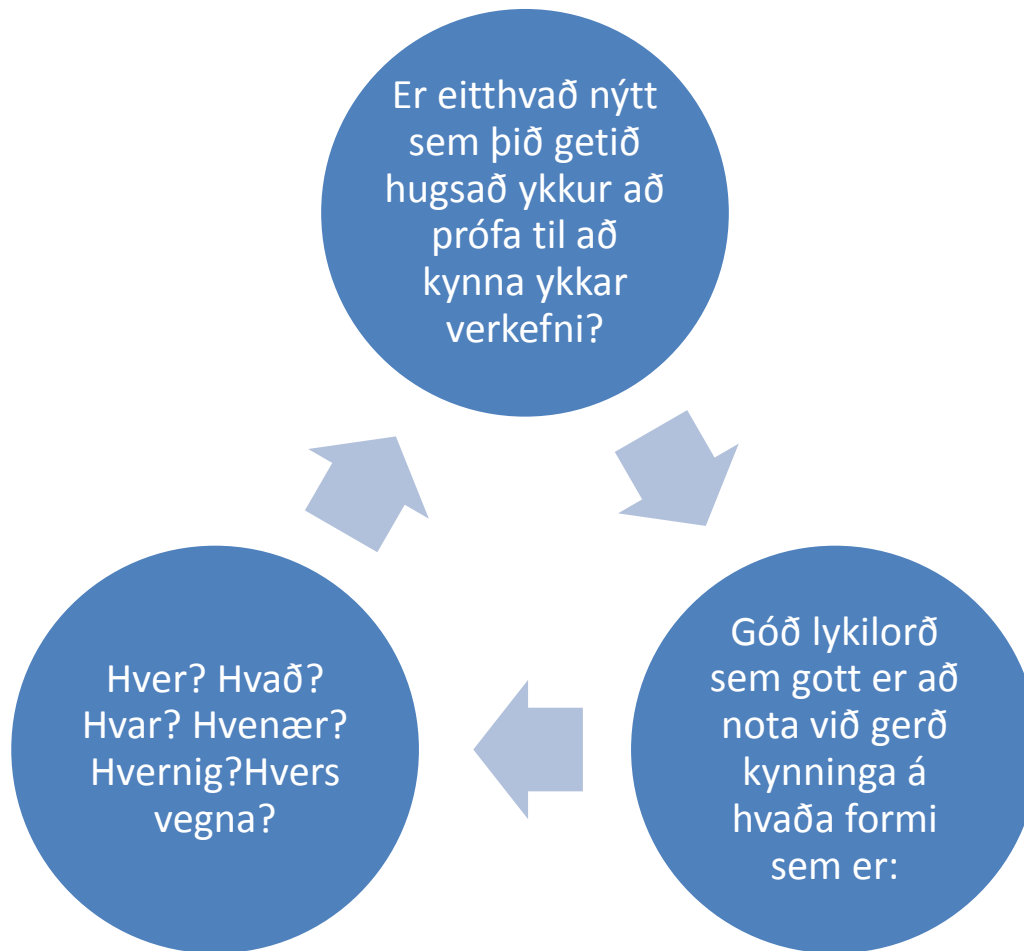 Er eitthvað nýtt
sem þið getið
hugsað ykkur að
prófa til að
kynna ykkar
verkefni?
Góð lykilorð
sem gott er að
nota við gerð
kynninga á
hvaða formi
sem er:
Hver? Hvað?
Hvar? Hvenær?
Hvernig?Hvers
vegna?